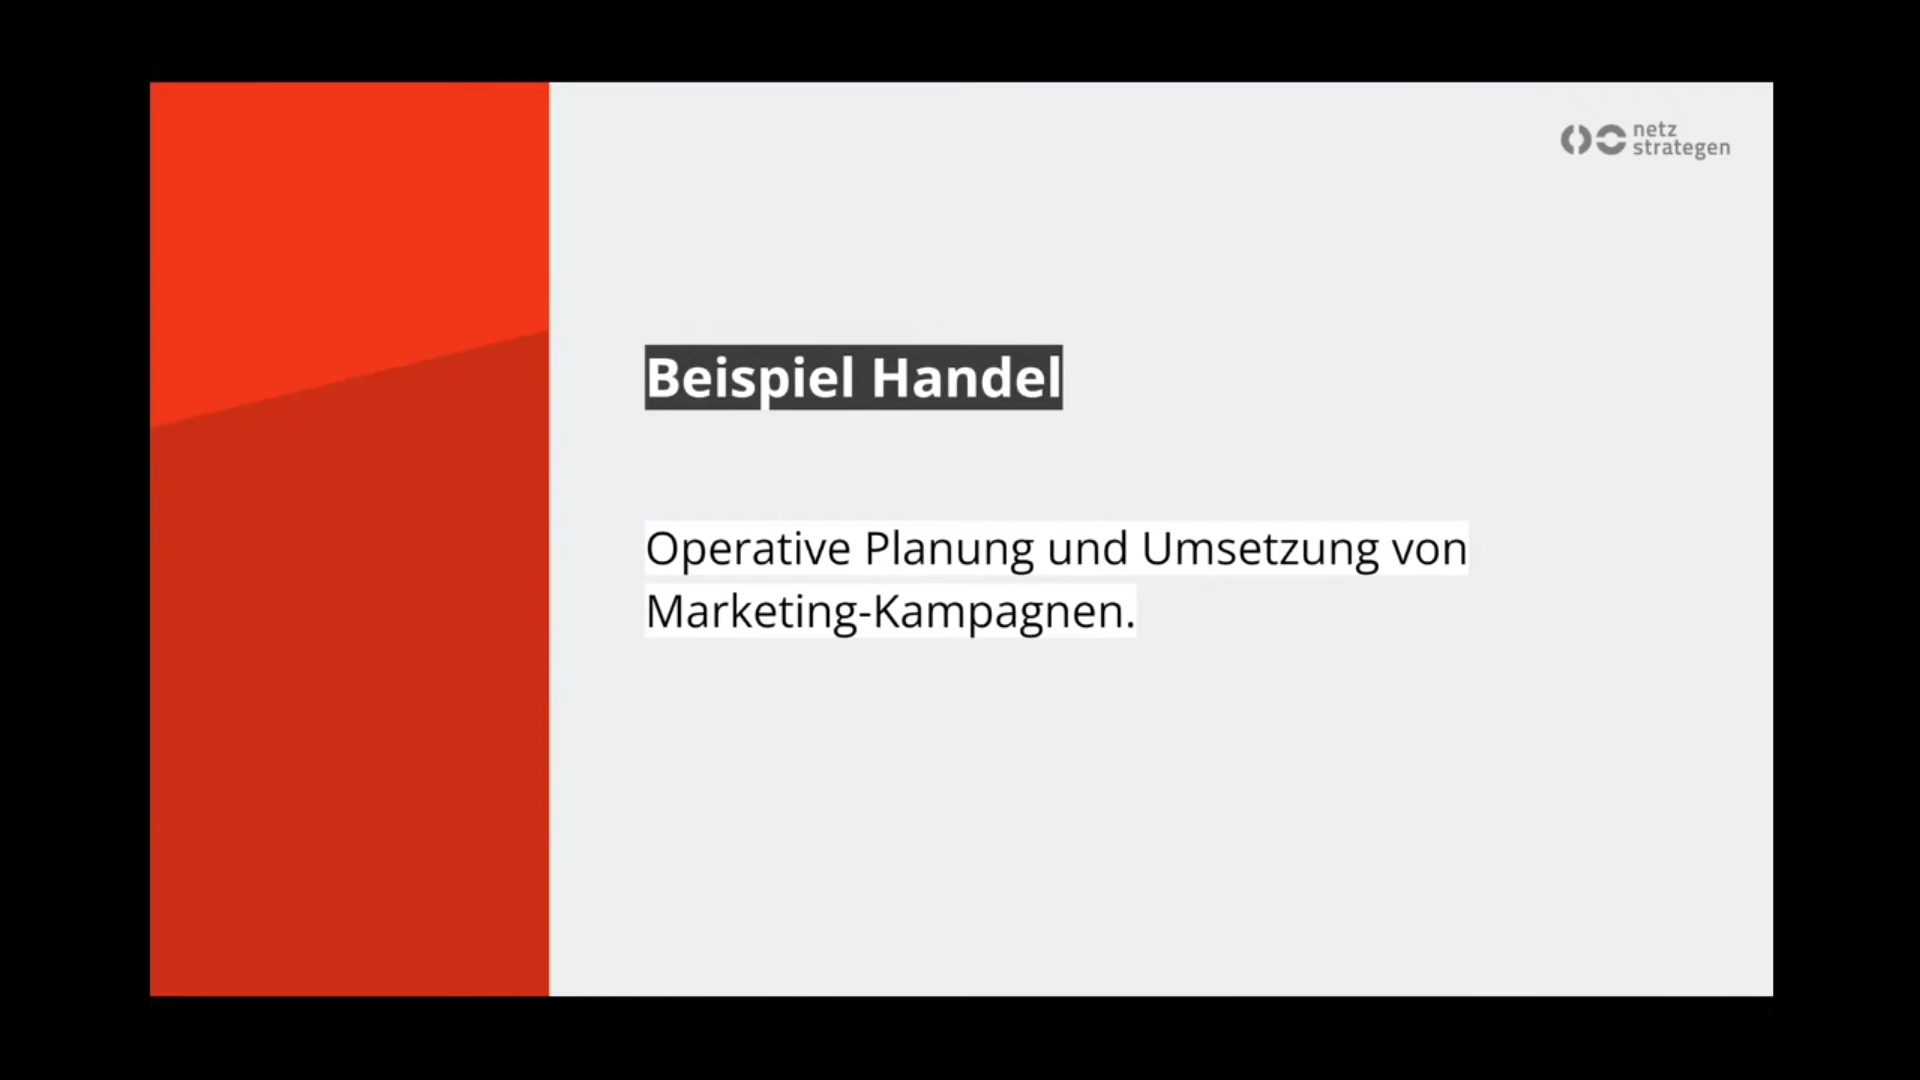 netz
strategen
Beispiel Handel
Operative Planung und Umsetzung von
Marketing-Kampagnen.